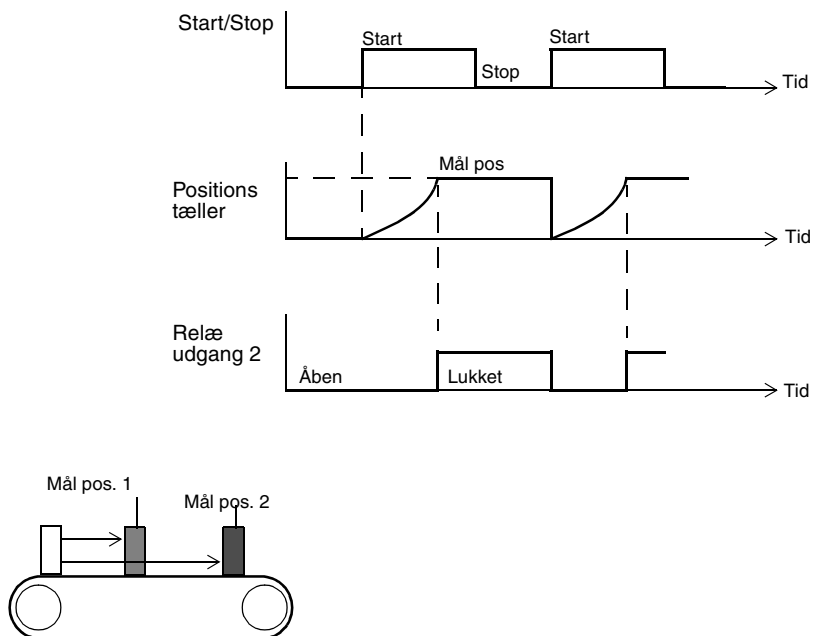 Start/Stop
Start
Start
Stop
Tid
Mål pos
Positions
tæller
Tid
Relæ
udgang 2
Åben
Lukket
Tid
Mål pos. 1
Mål pos. 2